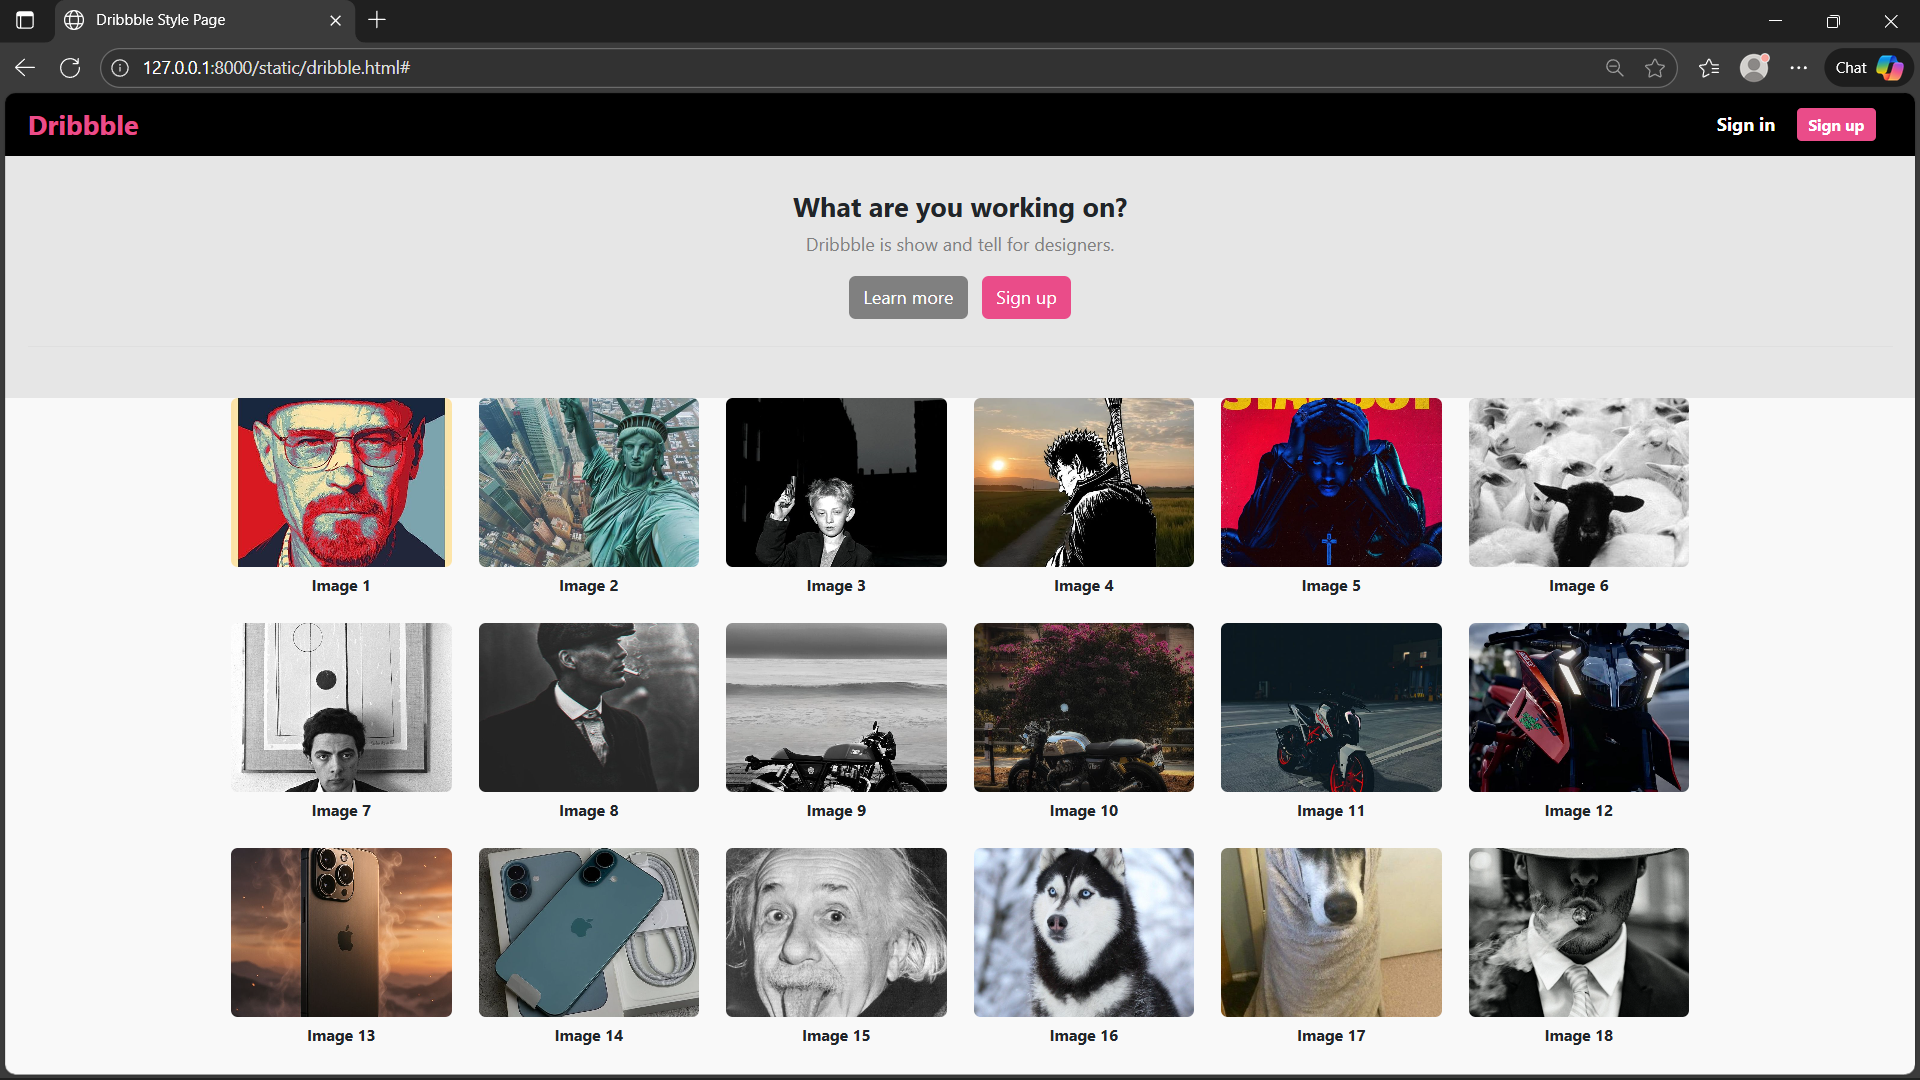 Dribbble Style Page
127.0.0.1:8000/static/dribble.html#
Chat
Dribbble
Sign in
Sign up
What are you working on?
Dribbble is show and tell for designers.
Learn more
Sign up
Image 1
Image 2
Image 3
Image 4
Image 5
Image 6
Image 7
Image 8
Image 9
Image 10
Image 11
Image 12
Image 13
Image 14
Image 15
Image 16
Image 17
Image 18